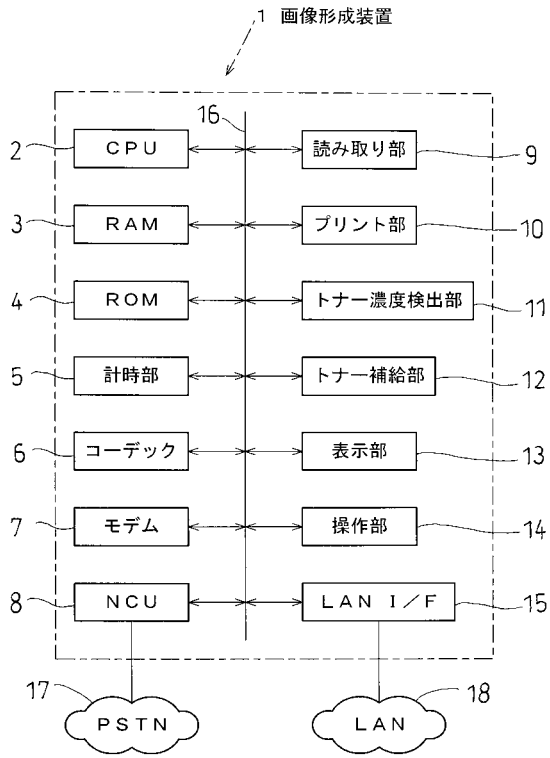 1 画像形成装置
16
2 CPU 読み取り部 9
3 RAM プリント部 10
4 ROM トナー濃度検出部 11
5 計時部 トナー補給部 12
6 コーデック 表示部 13
7 モデム 操作部 14
8 NCU LAN I/F 15
17 18
PSTN LAN